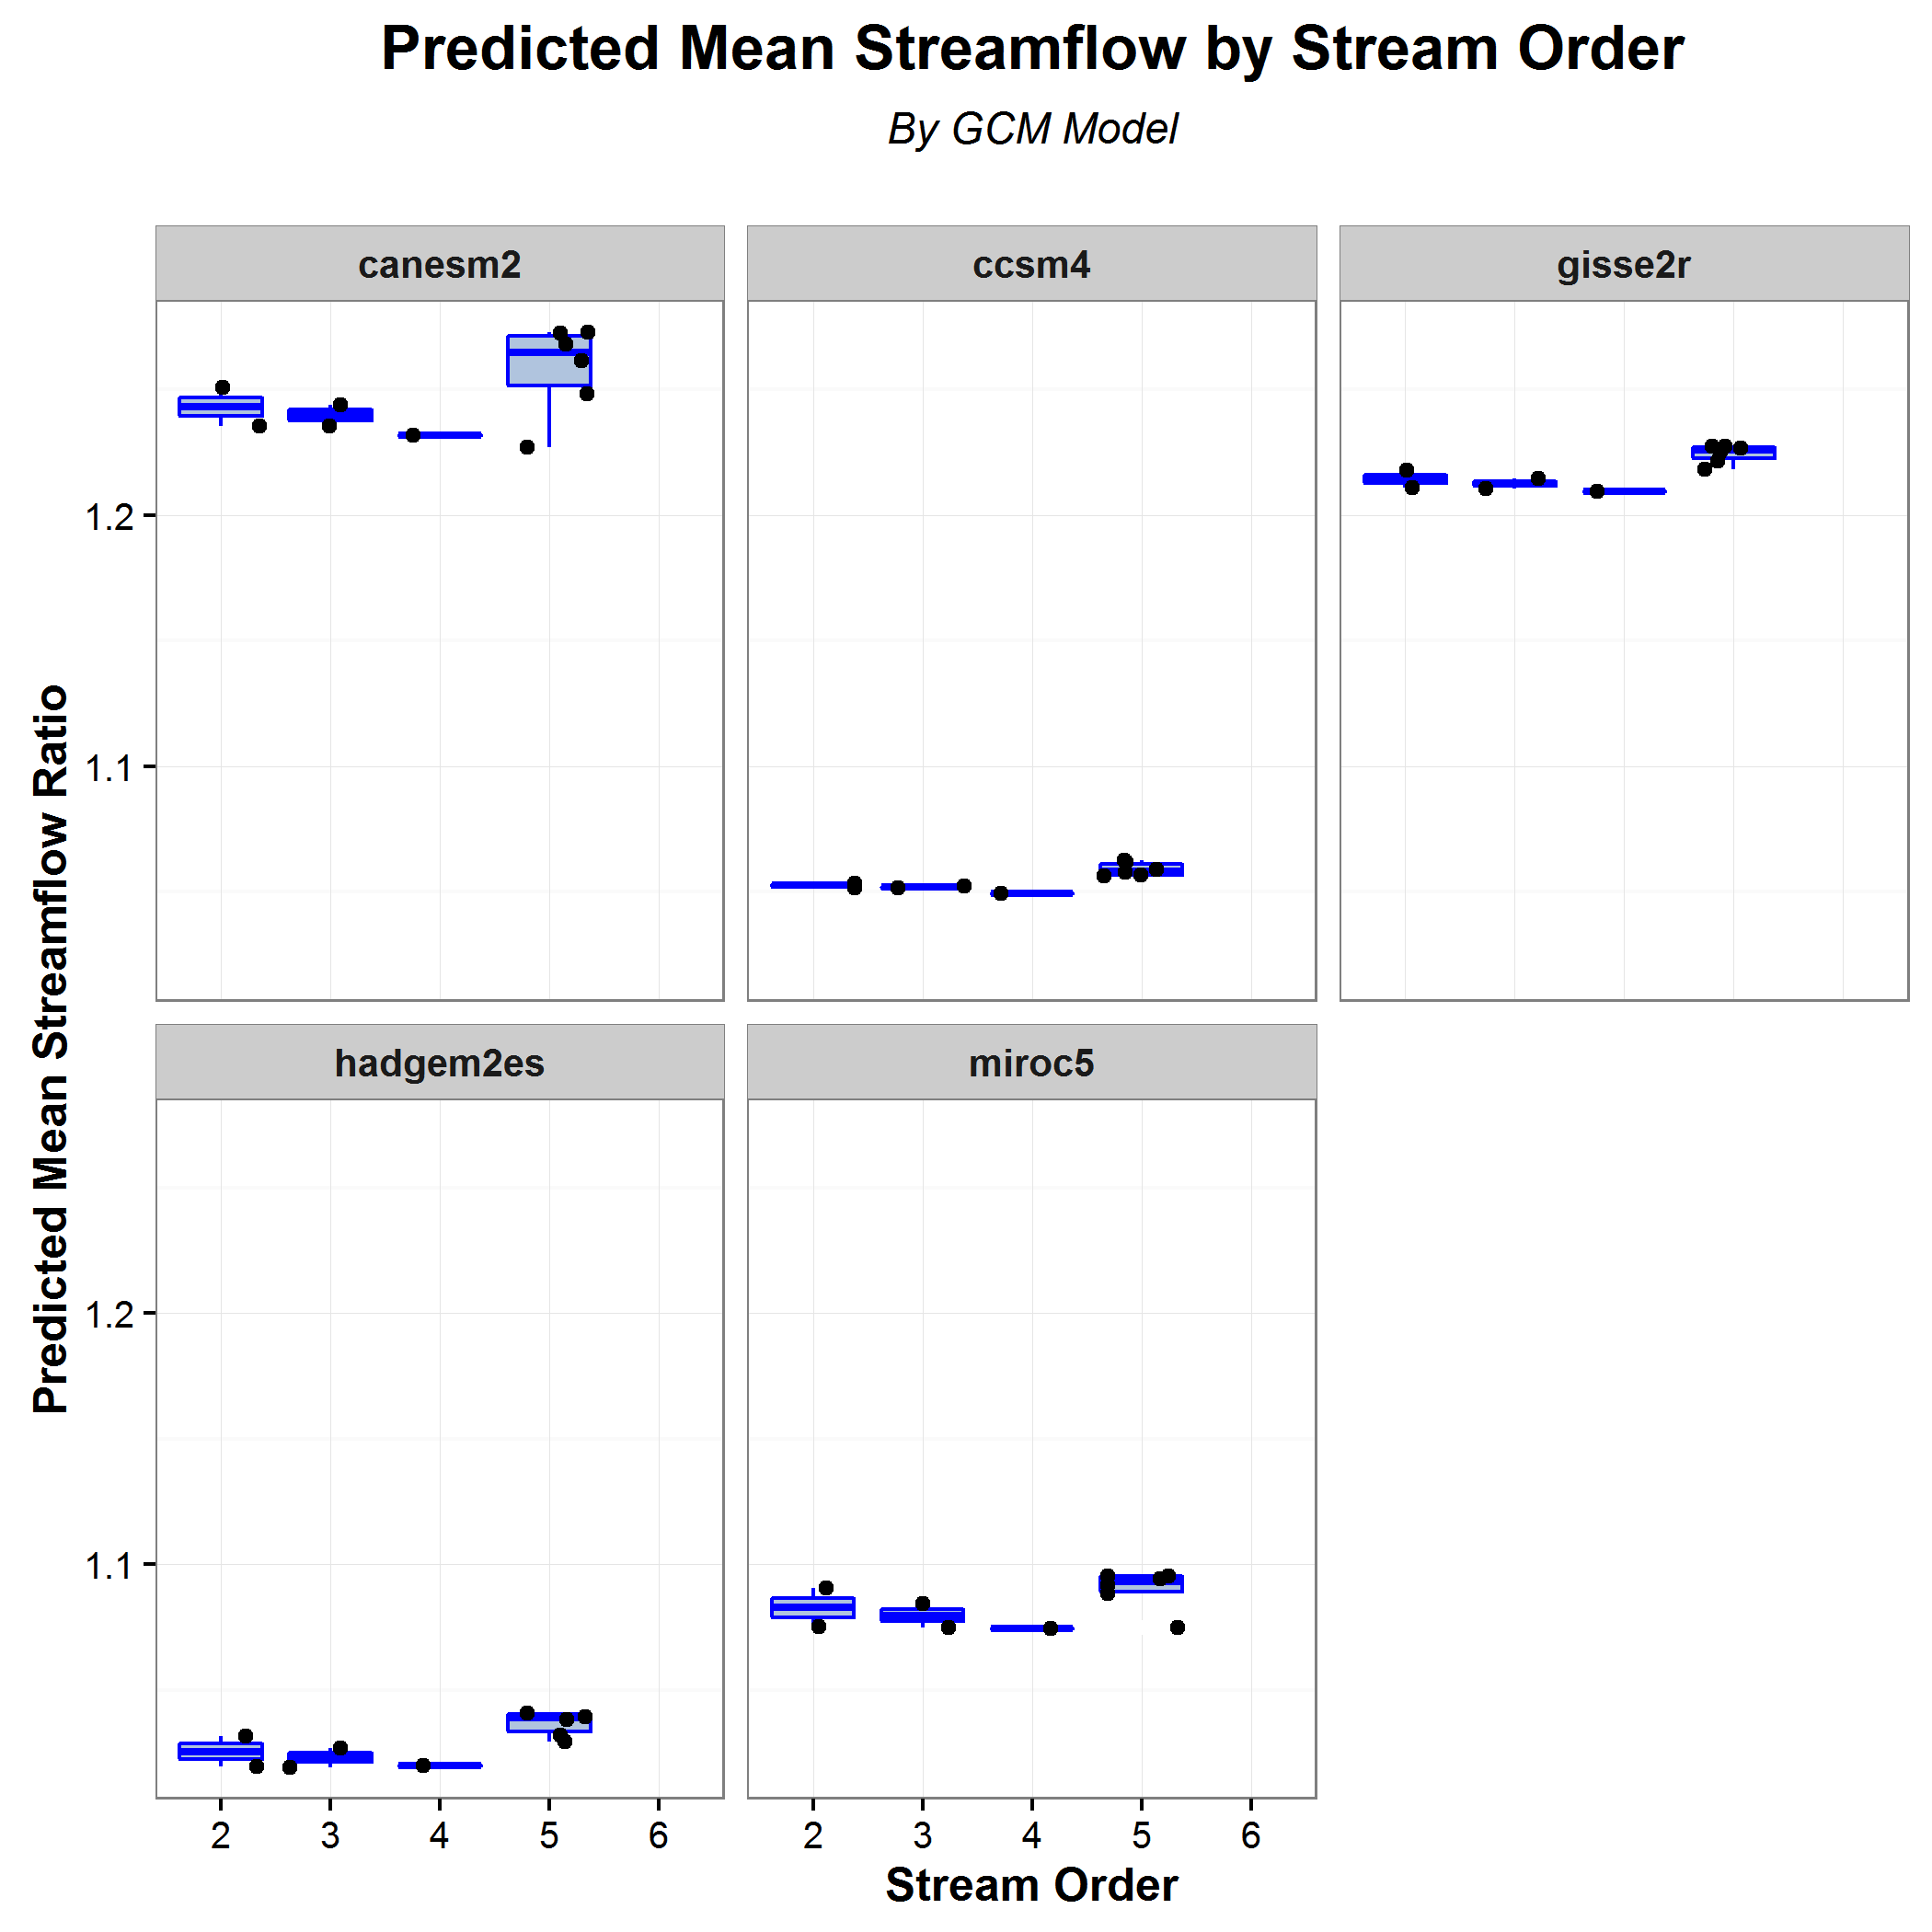 Predicted Mean Streamflow by Stream Order
By GCM Model
canesm2
ccsm4
gisse2r
1.2
1.1
Predicted Mean Streamflow Ratio
hadgem2es
miroc5
1.2
1.1
2 3 4 5 6
2 3 4 5 6
Stream Order